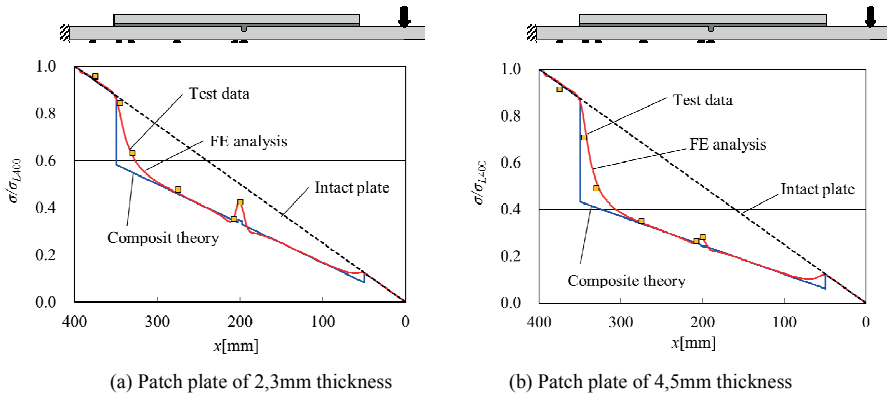 1.0
0.8
0.6
0.4
0.2
0.0
σ/σL400
Test data
FE analysis
Intact plate
Composit theory
400 300 200 100 0
x[mm]
(a) Patch plate of 2,3mm thickness
1.0
0.8
0.6
0.4
0.2
0.0
σ/σL400
Test data
FE analysis
Intact plate
Composite theory
400 300 200 100 0
x[mm]
(b) Patch plate of 4,5mm thickness